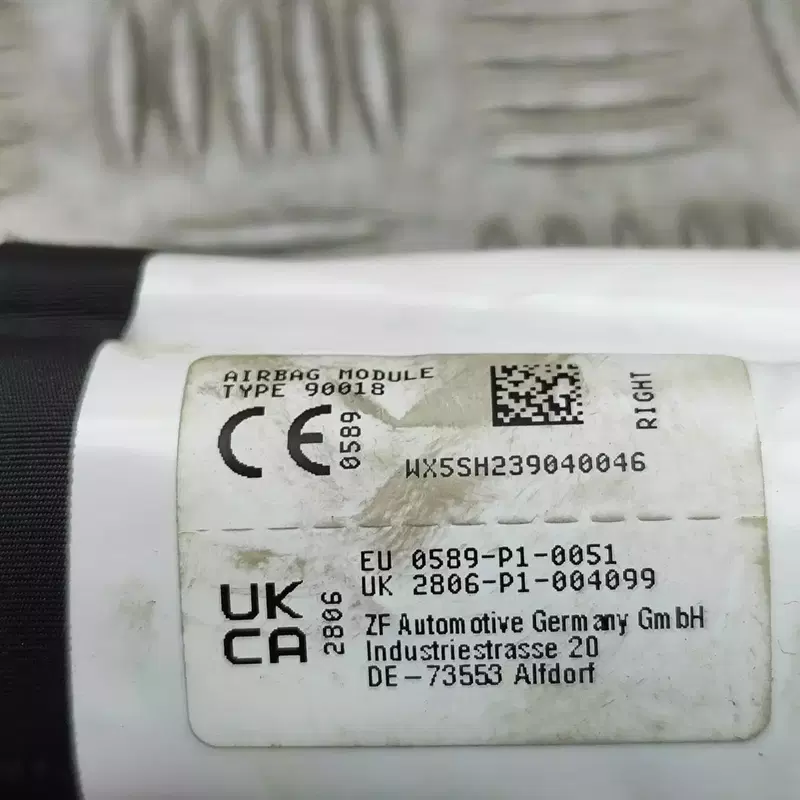 AIRBAG MODULE
TYPE 90018
CE 0589
RIGHT
WX5SH239040046
EU 0589-P1-0051
UK 2806-P1-004099
UK
CA
2806
ZF Automotive Germany GmbH
Industriestrasse 20
DE-73553 Alfdorf